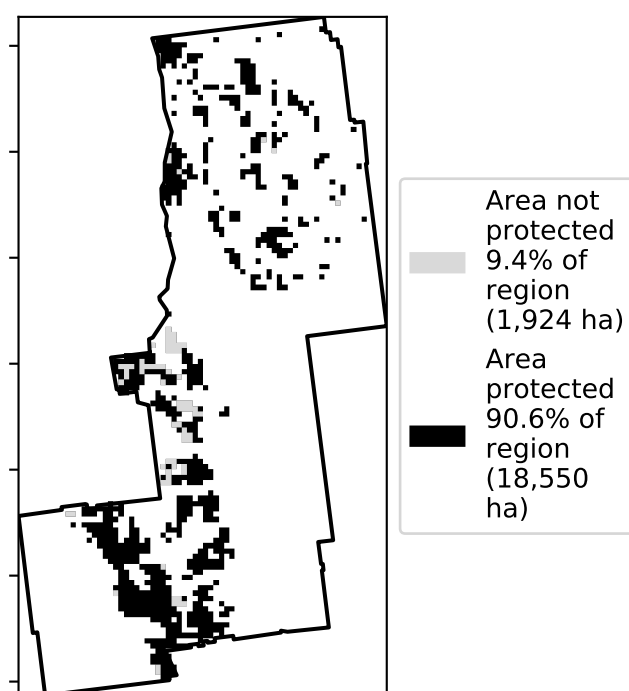 Area not
protected
9.4% of
region
(1,924 ha)
Area
protected
90.6% of
region
(18,550
ha)